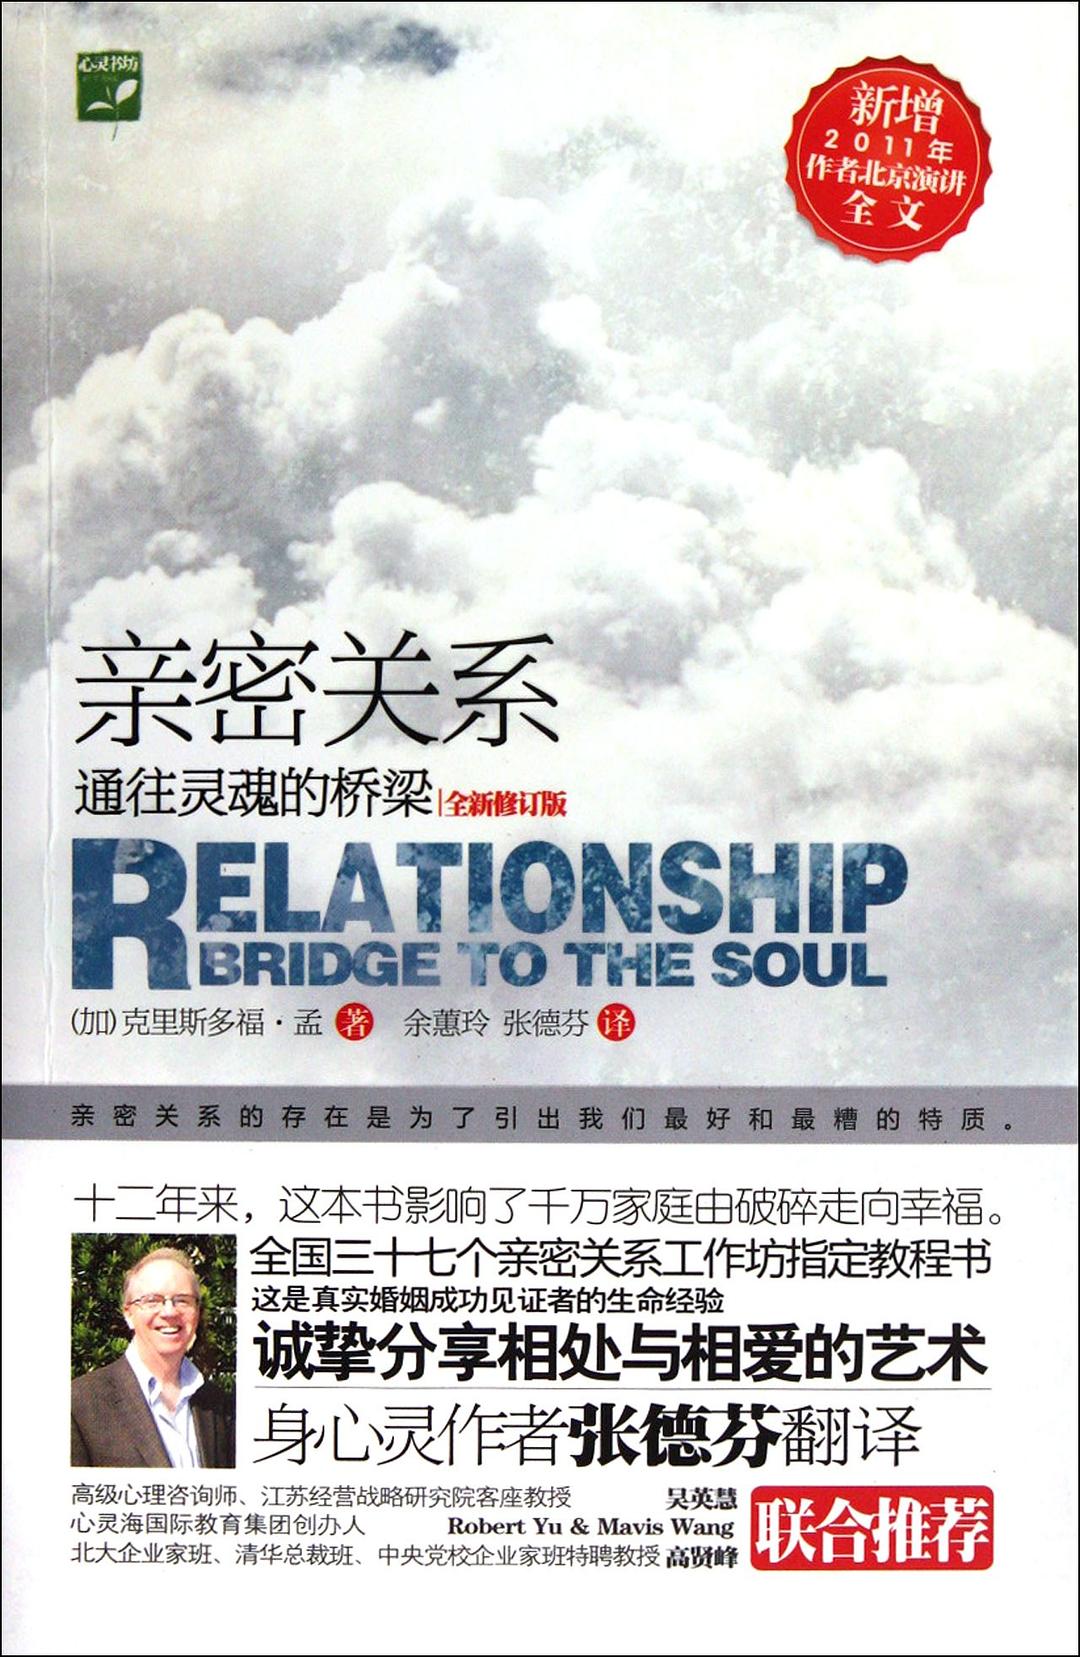 心灵书坊
新增
2011年
作者北京演讲
全文
亲密关系
通往灵魂的桥梁|全新修订版
RELATIONSHIP
BRIDGE TO THE SOUL
(加)克里斯多福·孟 著 余蕙玲 张德芬 译
亲密关系的存在是为了引出我们最好和最糟的特质。
十二年来，这本书影响了千万家庭由破碎走向幸福。
全国三十七个亲密关系工作坊指定教程书
这是真实婚姻成功见证者的生命经验
诚挚分享相处与相爱的艺术
身心灵作者张德芬翻译
高级心理咨询师、江苏经营战略研究院客座教授 吴英慧
心灵海国际教育集团创办人 Robert Yu & Mavis Wang
北大企业家班、清华总裁班、中央党校企业家班特聘教授 高贤峰
联合推荐